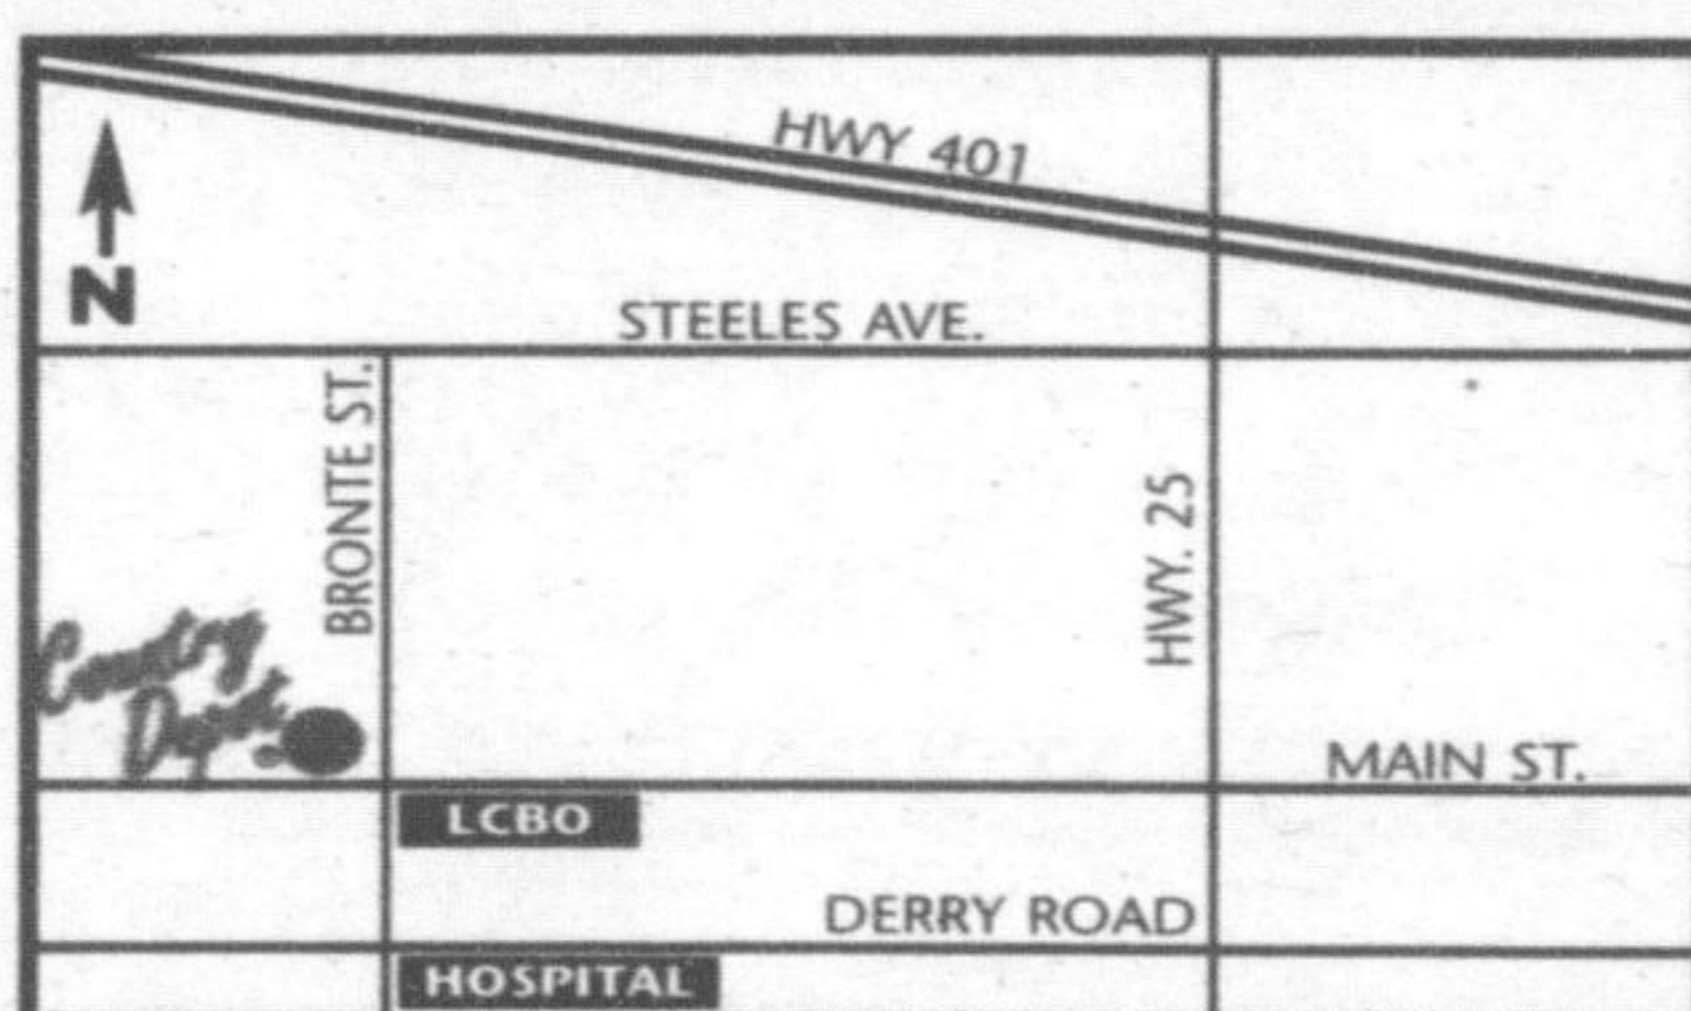 HWY 401
N
STEELES AVE.
BRONTE ST.
HWY. 25
Country
Depot
MAIN ST.
LCBO
DERRY ROAD
HOSPITAL